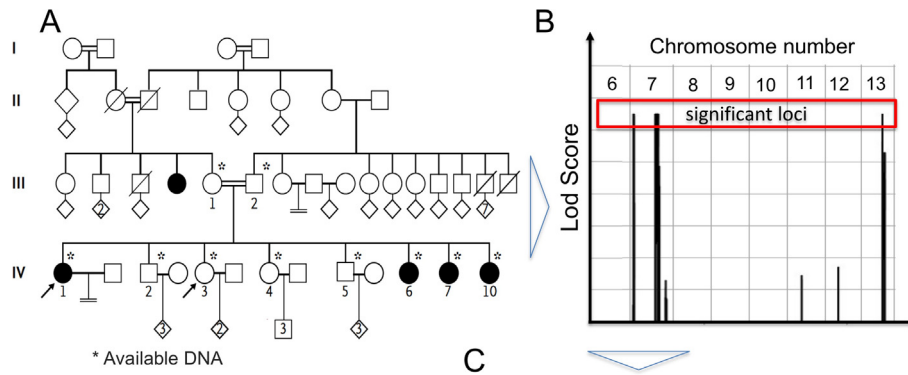 A
I
II
III
* *
2
1 2
7
IV
* * * * * * * *
1 2 3 4 5 6 7 10
3 2 3 3
* Available DNA
B
Chromosome number
6 7 8 9 10 11 12 13
significant loci
Lod Score
C